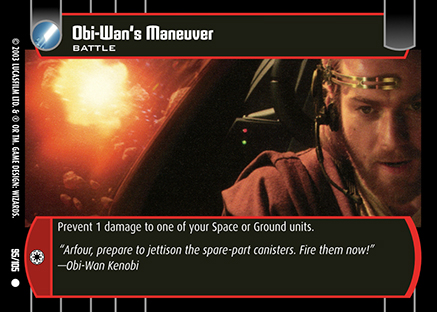 Obi-Wan's Maneuver
BATTLE
© 2003 LUCASFILM LTD. & ® OR TM. GAME DESIGN: WIZARDS.
Prevent 1 damage to one of your Space or Ground units.
"Arfour, prepare to jettison the spare-part canisters. Fire them now!"
—Obi-Wan Kenobi
95/105